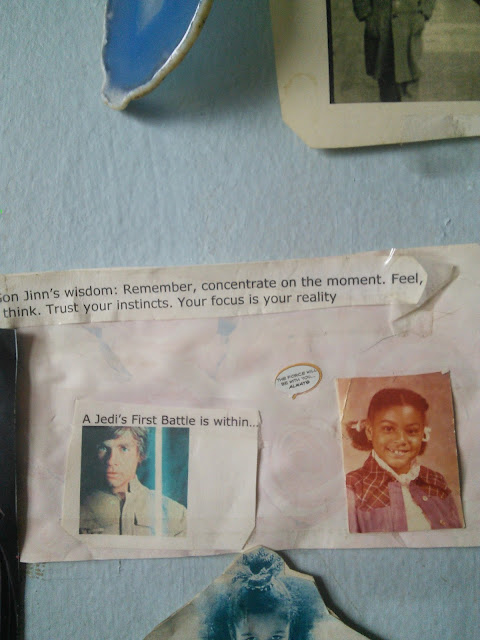 Gon Jinn's wisdom: Remember, concentrate on the moment. Feel,
think. Trust your instincts. Your focus is your reality
THE FORCE WILL
BE WITH YOU...
ALWAYS
A Jedi's First Battle is within...